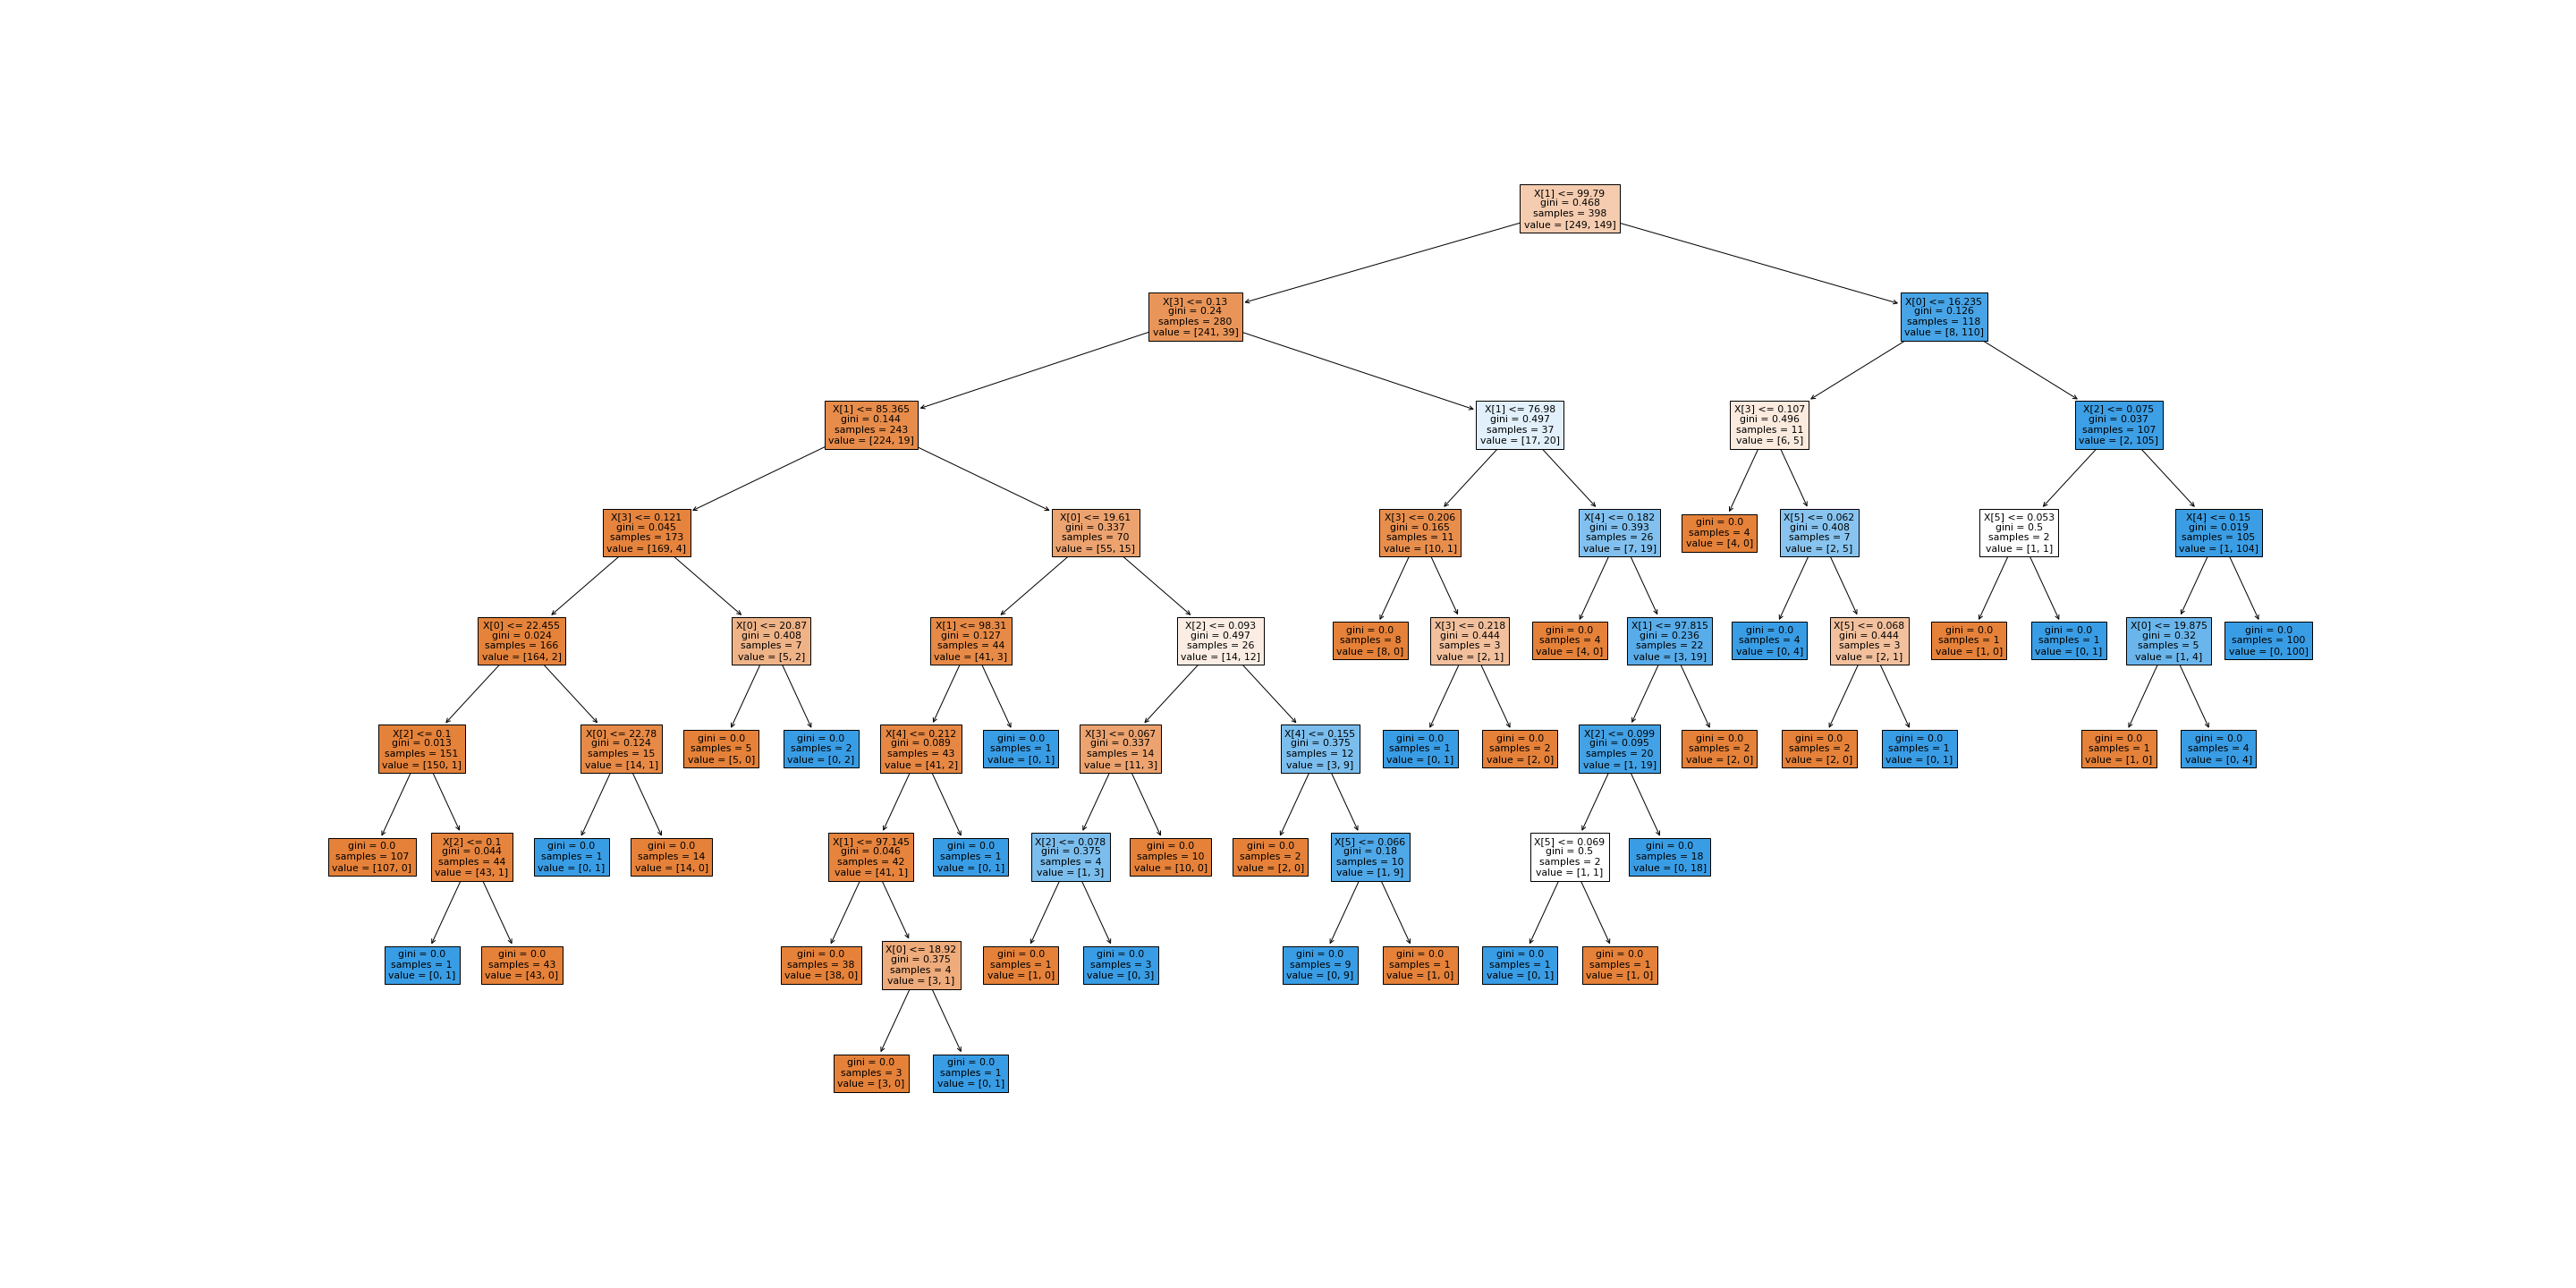 X[1] <= 99.79
gini = 0.468
samples = 398
value = [249, 149]
X[3] <= 0.13
gini = 0.24
samples = 280
value = [241, 39]
X[0] <= 16.235
gini = 0.126
samples = 118
value = [8, 110]
X[1] <= 85.365
gini = 0.144
samples = 243
value = [224, 19]
X[1] <= 76.98
gini = 0.497
samples = 37
value = [17, 20]
X[3] <= 0.107
gini = 0.496
samples = 11
value = [6, 5]
X[2] <= 0.075
gini = 0.037
samples = 107
value = [2, 105]
X[3] <= 0.121
gini = 0.045
samples = 173
value = [169, 4]
X[0] <= 19.61
gini = 0.337
samples = 70
value = [55, 15]
X[3] <= 0.206
gini = 0.165
samples = 11
value = [10, 1]
X[4] <= 0.182
gini = 0.393
samples = 26
value = [7, 19]
gini = 0.0
samples = 4
value = [4, 0]
X[5] <= 0.062
gini = 0.408
samples = 7
value = [2, 5]
X[5] <= 0.053
gini = 0.5
samples = 2
value = [1, 1]
X[4] <= 0.15
gini = 0.019
samples = 105
value = [1, 104]
X[0] <= 22.455
gini = 0.024
samples = 166
value = [164, 2]
X[0] <= 20.87
gini = 0.408
samples = 7
value = [5, 2]
X[1] <= 98.31
gini = 0.127
samples = 44
value = [41, 3]
X[2] <= 0.093
gini = 0.497
samples = 26
value = [14, 12]
gini = 0.0
samples = 8
value = [8, 0]
X[3] <= 0.218
gini = 0.444
samples = 3
value = [2, 1]
gini = 0.0
samples = 4
value = [4, 0]
X[1] <= 97.815
gini = 0.236
samples = 22
value = [3, 19]
gini = 0.0
samples = 4
value = [0, 4]
X[5] <= 0.068
gini = 0.444
samples = 3
value = [2, 1]
gini = 0.0
samples = 1
value = [1, 0]
gini = 0.0
samples = 1
value = [0, 1]
X[0] <= 19.875
gini = 0.32
samples = 5
value = [1, 4]
gini = 0.0
samples = 100
value = [0, 100]
X[2] <= 0.1
gini = 0.013
samples = 151
value = [150, 1]
X[0] <= 22.78
gini = 0.124
samples = 15
value = [14, 1]
gini = 0.0
samples = 5
value = [5, 0]
gini = 0.0
samples = 2
value = [0, 2]
X[4] <= 0.212
gini = 0.089
samples = 43
value = [41, 2]
gini = 0.0
samples = 1
value = [0, 1]
X[3] <= 0.067
gini = 0.337
samples = 14
value = [11, 3]
X[4] <= 0.155
gini = 0.375
samples = 12
value = [3, 9]
gini = 0.0
samples = 1
value = [0, 1]
gini = 0.0
samples = 2
value = [2, 0]
X[2] <= 0.099
gini = 0.095
samples = 20
value = [1, 19]
gini = 0.0
samples = 2
value = [2, 0]
gini = 0.0
samples = 2
value = [2, 0]
gini = 0.0
samples = 1
value = [0, 1]
gini = 0.0
samples = 1
value = [1, 0]
gini = 0.0
samples = 4
value = [0, 4]
gini = 0.0
samples = 107
value = [107, 0]
X[2] <= 0.1
gini = 0.044
samples = 44
value = [43, 1]
gini = 0.0
samples = 1
value = [0, 1]
gini = 0.0
samples = 14
value = [14, 0]
X[1] <= 97.145
gini = 0.046
samples = 42
value = [41, 1]
gini = 0.0
samples = 1
value = [0, 1]
X[2] <= 0.078
gini = 0.375
samples = 4
value = [1, 3]
gini = 0.0
samples = 10
value = [10, 0]
gini = 0.0
samples = 2
value = [2, 0]
X[5] <= 0.066
gini = 0.18
samples = 10
value = [1, 9]
X[5] <= 0.069
gini = 0.5
samples = 2
value = [1, 1]
gini = 0.0
samples = 18
value = [0, 18]
gini = 0.0
samples = 1
value = [0, 1]
gini = 0.0
samples = 43
value = [43, 0]
gini = 0.0
samples = 38
value = [38, 0]
X[0] <= 18.92
gini = 0.375
samples = 4
value = [3, 1]
gini = 0.0
samples = 1
value = [1, 0]
gini = 0.0
samples = 3
value = [0, 3]
gini = 0.0
samples = 9
value = [0, 9]
gini = 0.0
samples = 1
value = [1, 0]
gini = 0.0
samples = 1
value = [0, 1]
gini = 0.0
samples = 1
value = [1, 0]
gini = 0.0
samples = 3
value = [3, 0]
gini = 0.0
samples = 1
value = [0, 1]